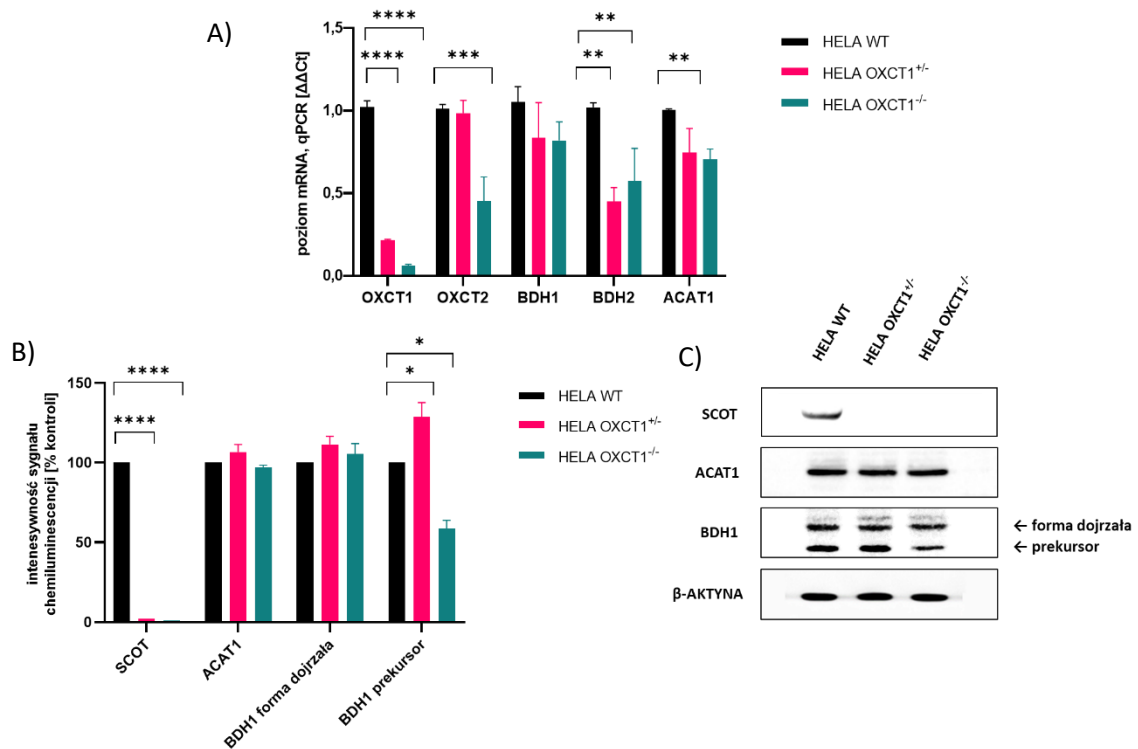 A)
poziom mRNA, qPCR [ΔΔCt]
1,5
1,0
0,5
0,0
****
****
***
**
**
**
OXCT1
OXCT2
BDH1
BDH2
ACAT1
HELA WT
HELA OXCT1+/-
HELA OXCT1-/-
B)
intenesywność sygnału
chemiluminescencji [% kontroli]
150
100
50
0
****
****
*
*
SCOT
ACAT1
BDH1 forma dojrzała
BDH1 prekursor
HELA WT
HELA OXCT1+/-
HELA OXCT1-/-
C)
HELA WT
HELA OXCT1+/-
HELA OXCT1-/-
SCOT
ACAT1
BDH1
← forma dojrzała
← prekursor
β-AKTYNA